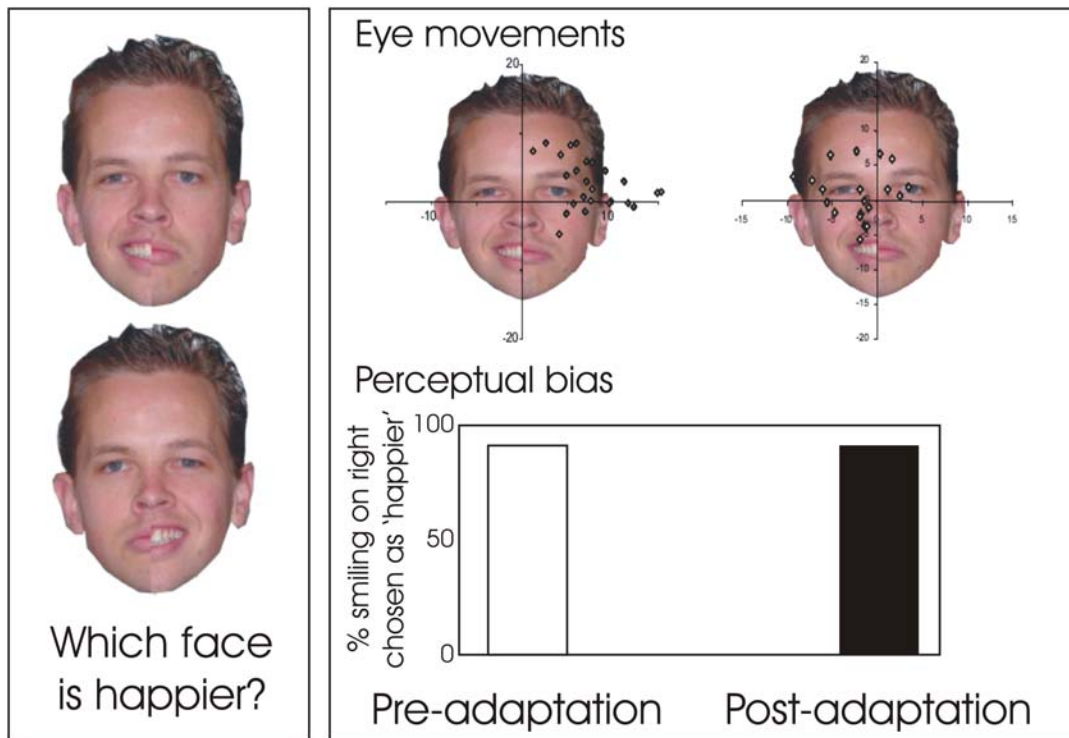 Which face
is happier?
Eye movements
20
-10
10
-20
20
15
10
5
-15
-10
-5
5
10
15
-5
-10
-15
-20
Perceptual bias
% smiling on right
chosen as ‘happier’
100
50
0
Pre-adaptation
Post-adaptation